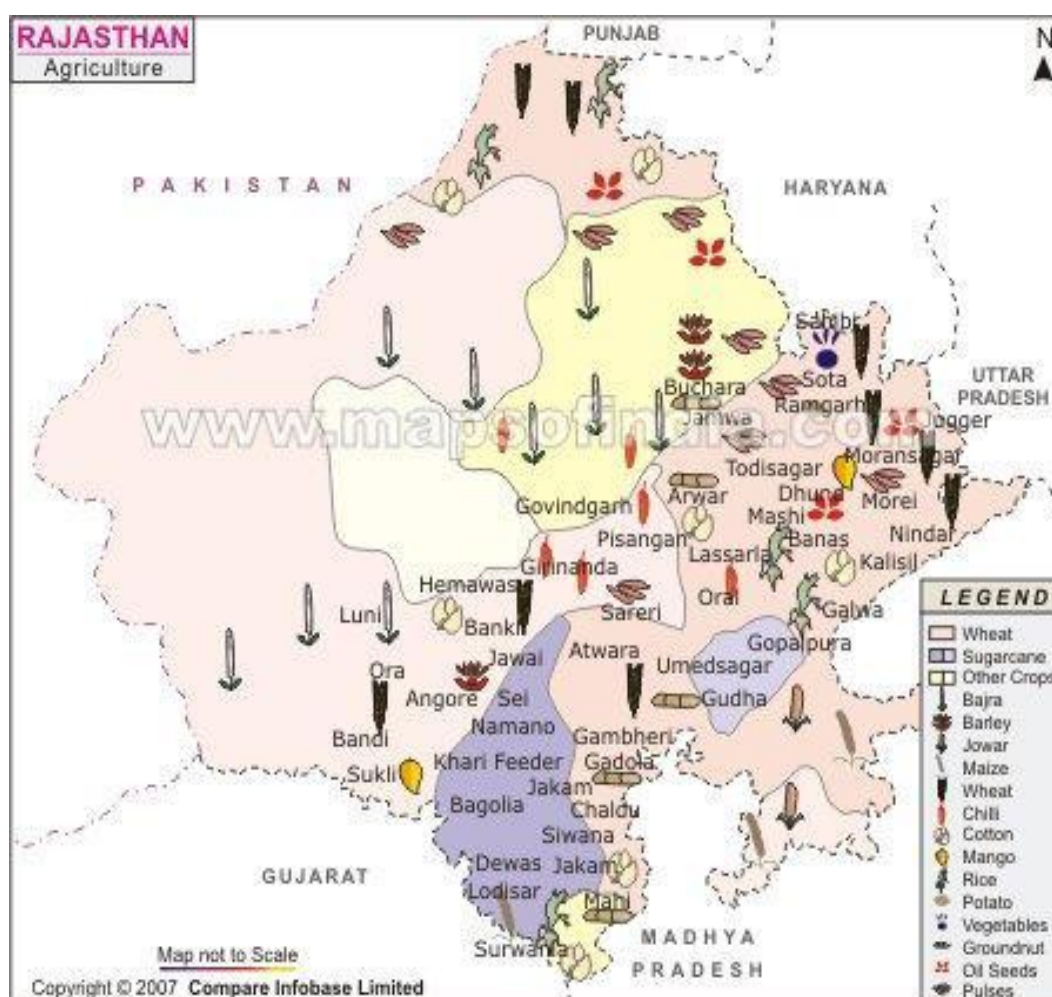 RAJASTHAN
Agriculture
PUNJAB
N
PAKISTAN
HARYANA
Sota
UTTAR
PRADESH
Buchara
Ramgarh
Jamwa
www.mapsofindia.com
Jogger
Moransagar
Todisagar
Arwar
Dhund
Morei
Govindgarh
Mashi
Nindar
Pisangan
Banas
Lassaria
Kalisil
Girinanda
Hemawas
Oral
LEGEND
Luni
Sareri
Galwa
Bankli
Wheat
Gopalpura
Atwara
Jawai
Umedsagar
Sugarcane
Ora
Other Crops
Angore
Sei
Gudha
Bajra
Namano
Barley
Bandi
Gambheri
Jowar
Khari Feeder
Gadola
Maize
Sukli
Jakam
Wheat
Bagolia
Chaldu
Chilli
Siwana
Cotton
Dewas
Jakam
Mango
GUJARAT
Lodisar
Rice
Mahi
Potato
Vegetables
MADHYA
PRADESH
Surwania
Groundnut
Map not to Scale
Oil Seeds
Copyright © 2007 Compare Infobase Limited
Pulses